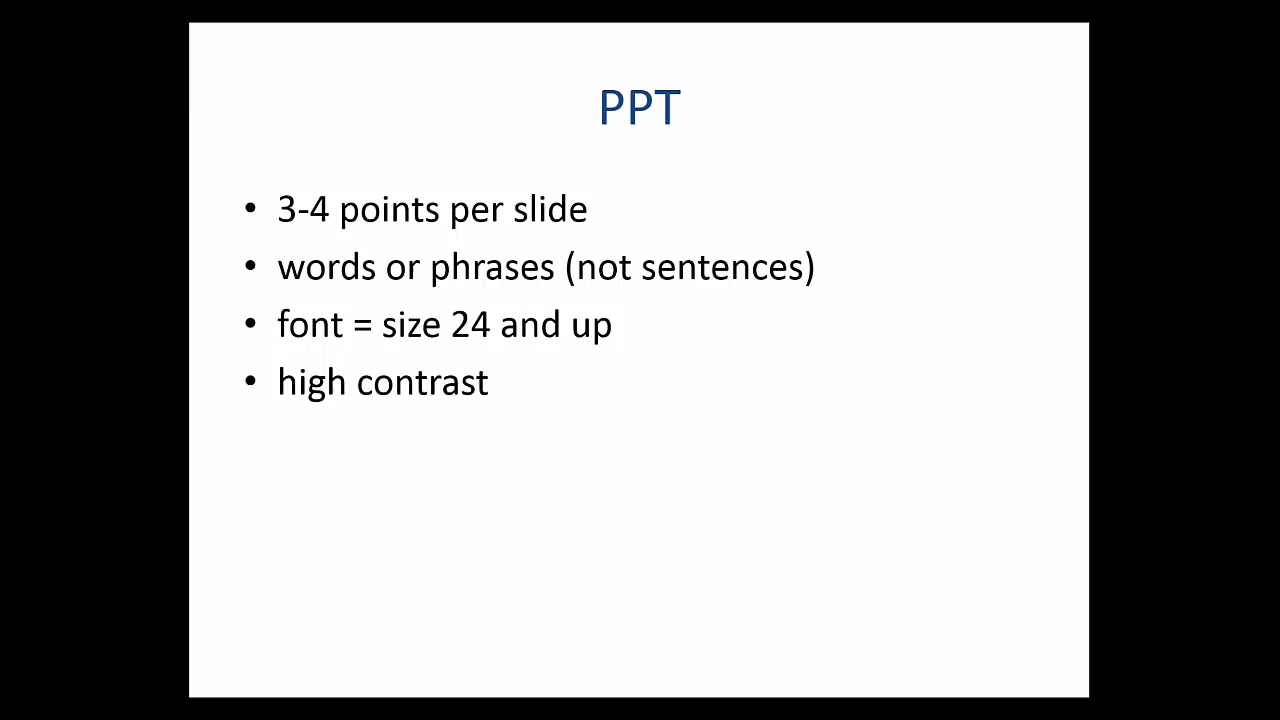 PPT
• 3-4 points per slide
• words or phrases (not sentences)
• font = size 24 and up
• high contrast